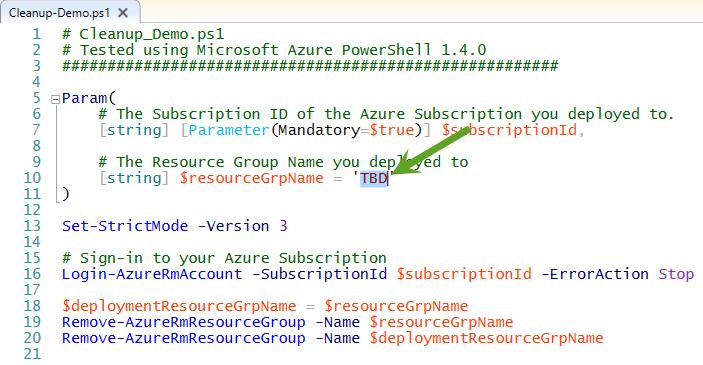 Cleanup-Demo.ps1 ×
1 # Cleanup_Demo.ps1
2 # Tested using Microsoft Azure PowerShell 1.4.0
3 #######################################################
4
5 Param(
6     # The Subscription ID of the Azure Subscription you deployed to.
7     [string] [Parameter(Mandatory=$true)] $subscriptionId,
8
9     # The Resource Group Name you deployed to
10     [string] $resourceGrpName = 'TBD'
11 )
12
13 Set-StrictMode -Version 3
14
15 # Sign-in to your Azure Subscription
16 Login-AzureRmAccount -SubscriptionId $subscriptionId -ErrorAction Stop
17
18 $deploymentResourceGrpName = $resourceGrpName
19 Remove-AzureRmResourceGroup -Name $resourceGrpName
20 Remove-AzureRmResourceGroup -Name $deploymentResourceGrpName
21